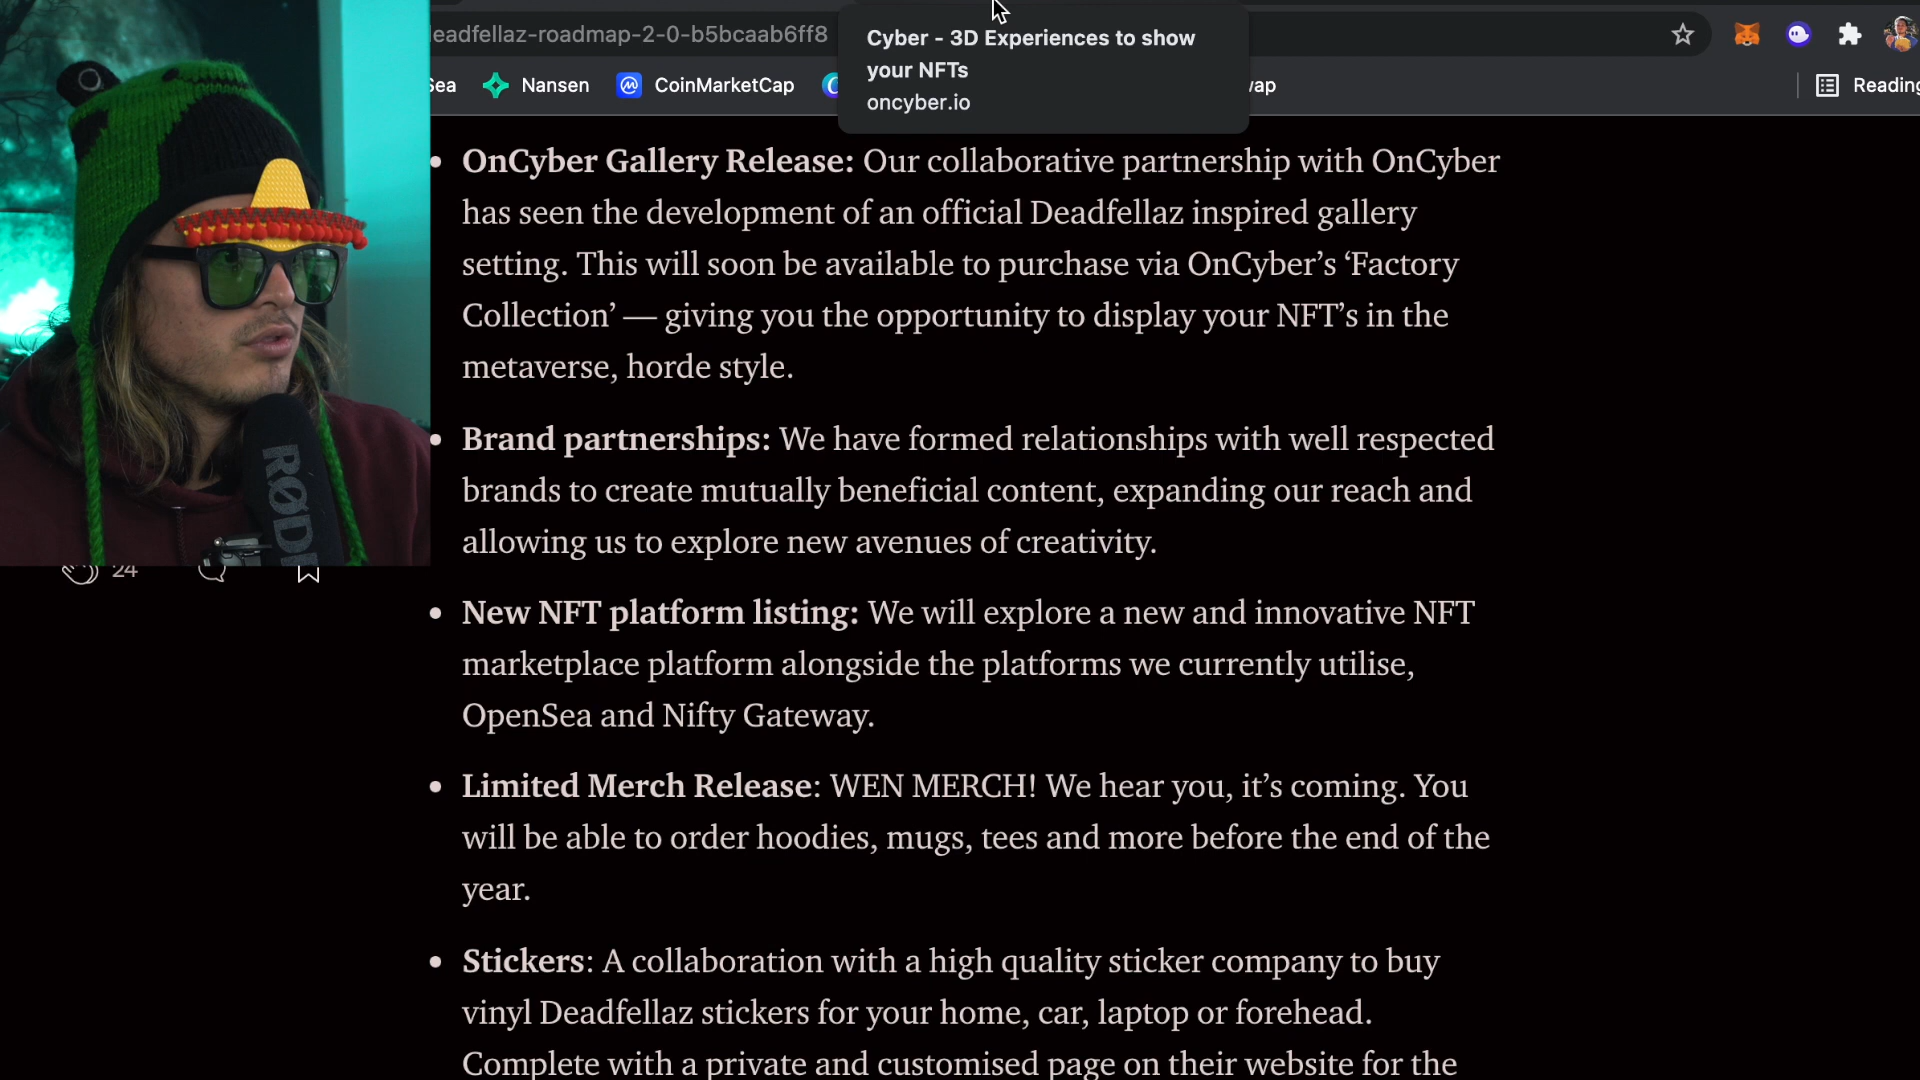 eadfellaz-roadmap-2-0-b5bcaab6ff8
Cyber - 3D Experiences to show
your NFTs
oncyber.io
Sea
Nansen
CoinMarketCap
wap
Reading
• OnCyber Gallery Release: Our collaborative partnership with OnCyber
has seen the development of an official Deadfellaz inspired gallery
setting. This will soon be available to purchase via OnCyber’s ‘Factory
Collection’ — giving you the opportunity to display your NFT’s in the
metaverse, horde style.
• Brand partnerships: We have formed relationships with well respected
brands to create mutually beneficial content, expanding our reach and
allowing us to explore new avenues of creativity.
• New NFT platform listing: We will explore a new and innovative NFT
marketplace platform alongside the platforms we currently utilise,
OpenSea and Nifty Gateway.
• Limited Merch Release: WEN MERCH! We hear you, it’s coming. You
will be able to order hoodies, mugs, tees and more before the end of the
year.
• Stickers: A collaboration with a high quality sticker company to buy
vinyl Deadfellaz stickers for your home, car, laptop or forehead.
Complete with a private and customised page on their website for the
24
RØDE